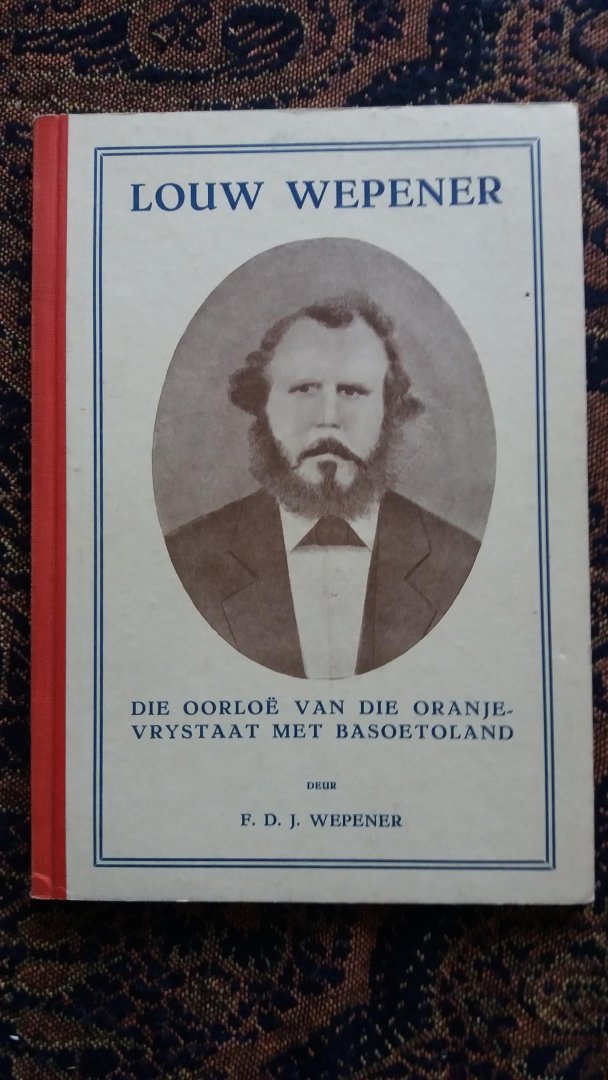 LOUW WEPENER
DIE OORLOË VAN DIE ORANJE-
VRYSTAAT MET BASOETOLAND
DEUR
F. D. J. WEPENER